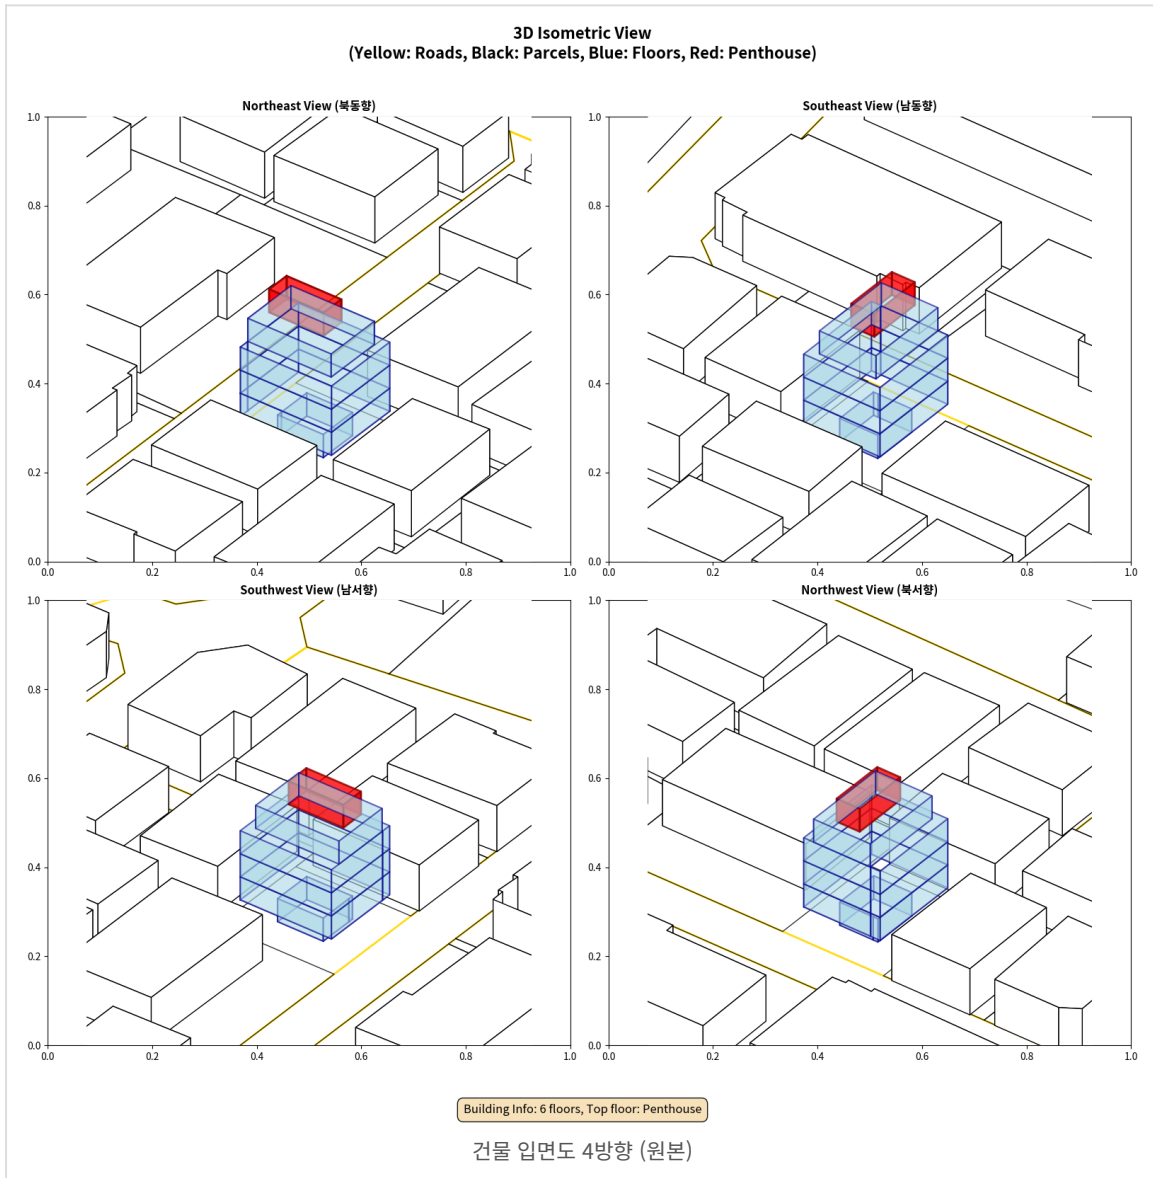 3D Isometric View
(Yellow: Roads, Black: Parcels, Blue: Floors, Red: Penthouse)
Northeast View (북동향)
1.0
0.8
0.6
0.4
0.2
0.0
0.0 0.2 0.4 0.6 0.8 1.0
Southeast View (남동향)
1.0
0.8
0.6
0.4
0.2
0.0
0.0 0.2 0.4 0.6 0.8 1.0
Southwest View (남서향)
1.0
0.8
0.6
0.4
0.2
0.0
0.0 0.2 0.4 0.6 0.8 1.0
Northwest View (북서향)
1.0
0.8
0.6
0.4
0.2
0.0
0.0 0.2 0.4 0.6 0.8 1.0
Building Info: 6 floors, Top floor: Penthouse
건물 입면도 4방향 (원본)